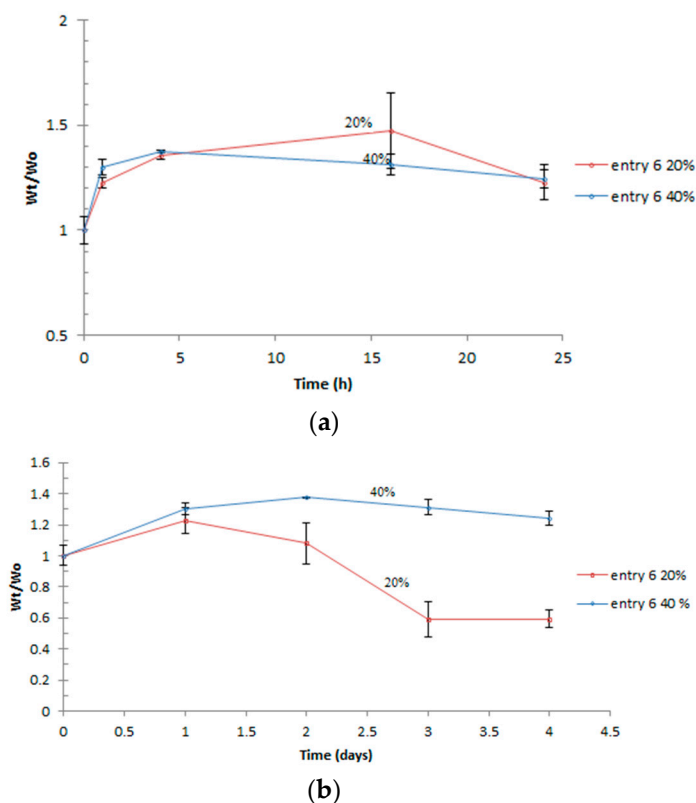 2
1.5
1
0.5
Wt/Wo
20%
40%
entry 6 20%
entry 6 40%
0 5 10 15 20 25
Time (h)
(a)
1.6
1.4
1.2
1
0.8
0.6
0.4
0.2
0
Wt/Wo
40%
20%
entry 6 20%
entry 6 40 %
0 0.5 1 1.5 2 2.5 3 3.5 4 4.5
Time (days)
(b)